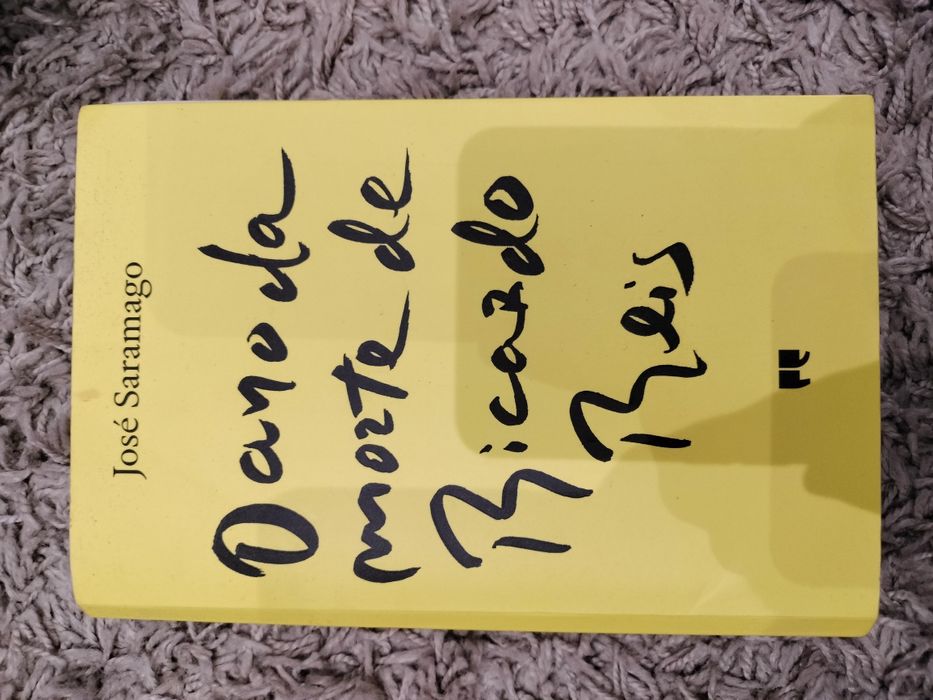 José Saramago
O ano da
morte de
Ricardo
Reis